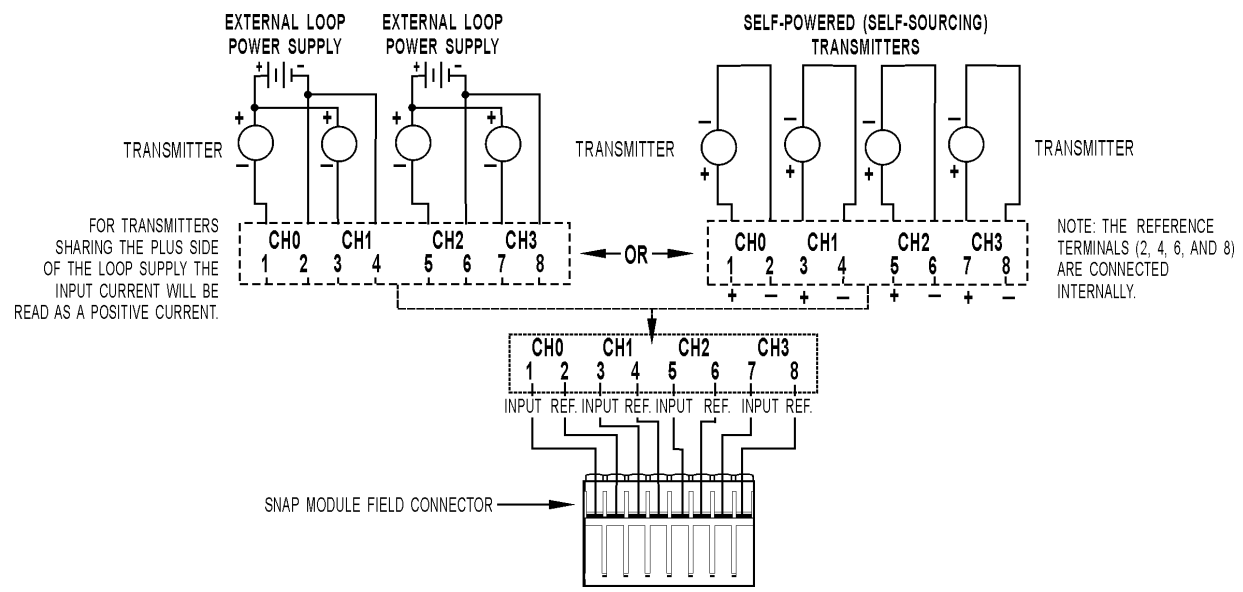 EXTERNAL LOOP
POWER SUPPLY
EXTERNAL LOOP
POWER SUPPLY
+ −
+ −
+ + + +
− − − −
TRANSMITTER
FOR TRANSMITTERS
SHARING THE PLUS SIDE
OF THE LOOP SUPPLY THE
INPUT CURRENT WILL BE
READ AS A POSITIVE CURRENT.
CH0 CH1 CH2 CH3
1 2 3 4 5 6 7 8
OR
SELF-POWERED (SELF-SOURCING)
TRANSMITTERS
− − − −
+ + + +
TRANSMITTER
TRANSMITTER
CH0 CH1 CH2 CH3
1 2 3 4 5 6 7 8
+ − + − + − + −
NOTE: THE REFERENCE
TERMINALS (2, 4, 6, AND 8)
ARE CONNECTED
INTERNALLY.
CH0 CH1 CH2 CH3
1 2 3 4 5 6 7 8
INPUT REF. INPUT REF. INPUT REF. INPUT REF.
SNAP MODULE FIELD CONNECTOR